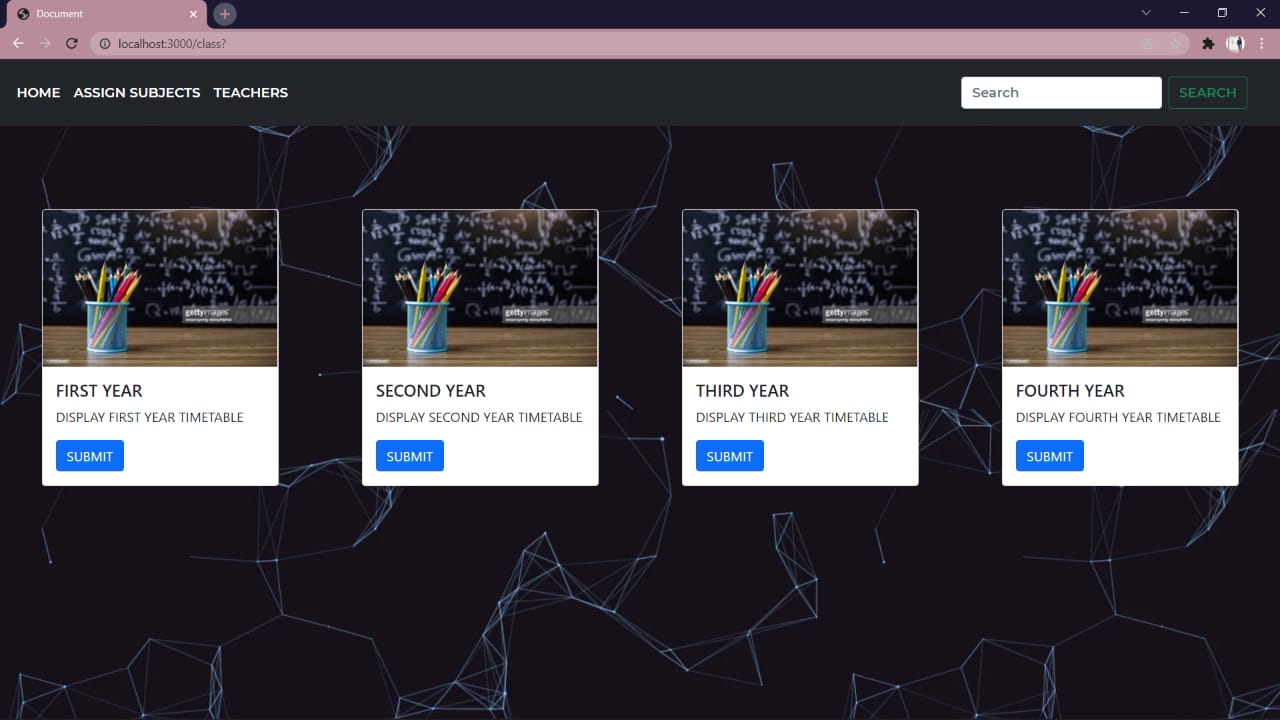 Document
localhost:3000/class?
HOME ASSIGN SUBJECTS TEACHERS Search SEARCH
gettyimages gettyimages gettyimages gettyimages
FIRST YEAR SECOND YEAR THIRD YEAR FOURTH YEAR
DISPLAY FIRST YEAR TIMETABLE DISPLAY SECOND YEAR TIMETABLE DISPLAY THIRD YEAR TIMETABLE DISPLAY FOURTH YEAR TIMETABLE
SUBMIT SUBMIT SUBMIT SUBMIT